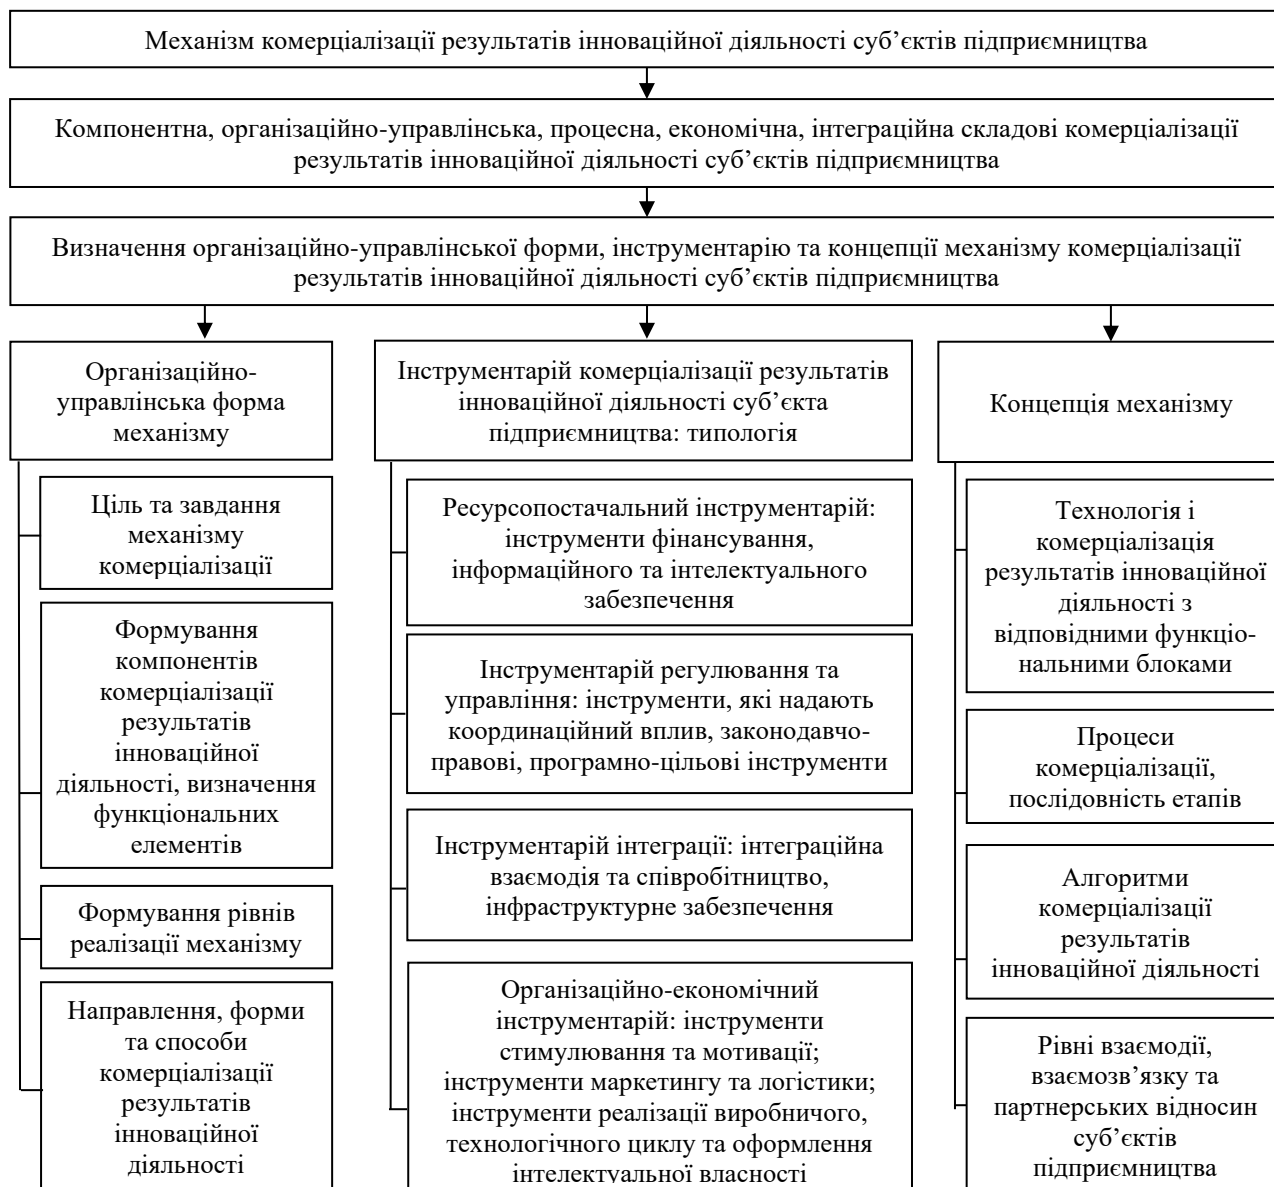 Механізм комерціалізації результатів інноваційної діяльності суб’єктів підприємництва
Компонентна, організаційно-управлінська, процесна, економічна, інтеграційна складові комерціалізації
результатів інноваційної діяльності суб’єктів підприємництва
Визначення організаційно-управлінської форми, інструментарію та концепції механізму комерціалізації
результатів інноваційної діяльності суб’єктів підприємництва
Організаційно-
управлінська форма
механізму
Ціль та завдання
механізму
комерціалізації
Формування
компонентів
комерціалізації
результатів
інноваційної
діяльності, визначення
функціональних
елементів
Формування рівнів
реалізації механізму
Направлення, форми
та способи
комерціалізації
результатів
інноваційної
діяльності
Інструментарій комерціалізації результатів
інноваційної діяльності суб’єкта
підприємництва: типологія
Ресурсопостачальний інструментарій:
інструменти фінансування,
інформаційного та інтелектуального
забезпечення
Інструментарій регулювання та
управління: інструменти, які надають
координаційний вплив, законодавчо-
правові, програмно-цільові інструменти
Інструментарій інтеграції: інтеграційна
взаємодія та співробітництво,
інфраструктурне забезпечення
Організаційно-економічний
інструментарій: інструменти
стимулювання та мотивації;
інструменти маркетингу та логістики;
інструменти реалізації виробничого,
технологічного циклу та оформлення
інтелектуальної власності
Концепція механізму
Технологія і
комерціалізація
результатів інноваційної
діяльності з
відповідними функціо-
нальними блоками
Процеси
комерціалізації,
послідовність етапів
Алгоритми
комерціалізації
результатів
інноваційної діяльності
Рівні взаємодії,
взаємозв’язку та
партнерських відносин
суб’єктів
підприємництва